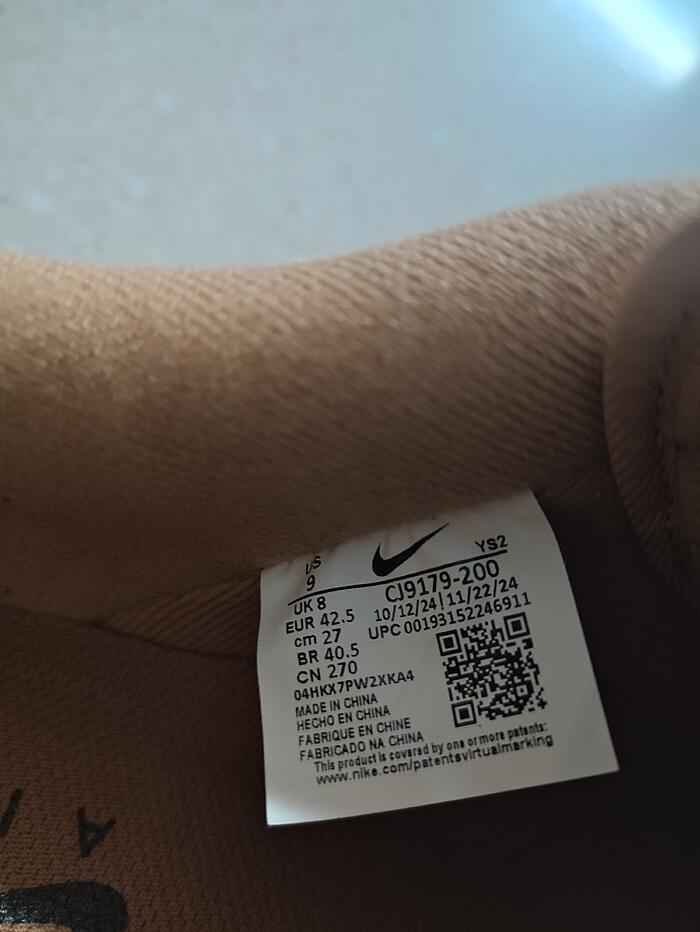 US
9
YS2
UK 8
CJ9179-200
EUR 42.5
10/12/24|11/22/24
cm 27
UPC 00193152246911
BR 40.5
CN 270
04HKX7PW2XKA4
MADE IN CHINA
HECHO EN CHINA
FABRIQUE EN CHINE
FABRICADO NA CHINA
This product is covered by one or more patents:
www.nike.com/patentsvirtualmarking